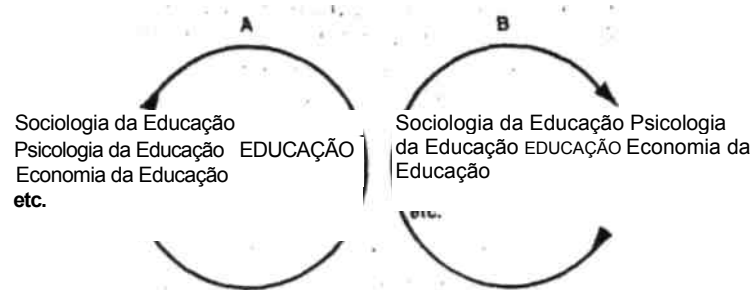 A
B
Sociologia da Educação
Psicologia da Educação EDUCAÇÃO
Economia da Educação
etc.
Sociologia da Educação Psicologia
da Educação EDUCAÇÃO Economia da
Educação
etc.